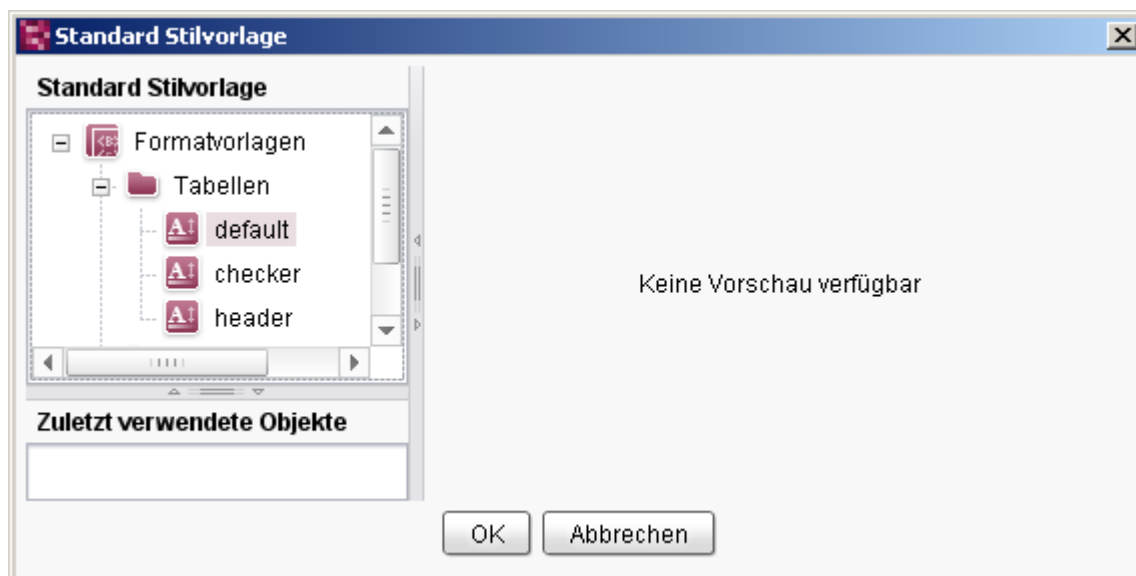 Standard Stilvorlage
Standard Stilvorlage
Formatvorlagen
Tabellen
default
checker
header
Zuletzt verwendete Objekte
Keine Vorschau verfügbar
OK Abbrechen